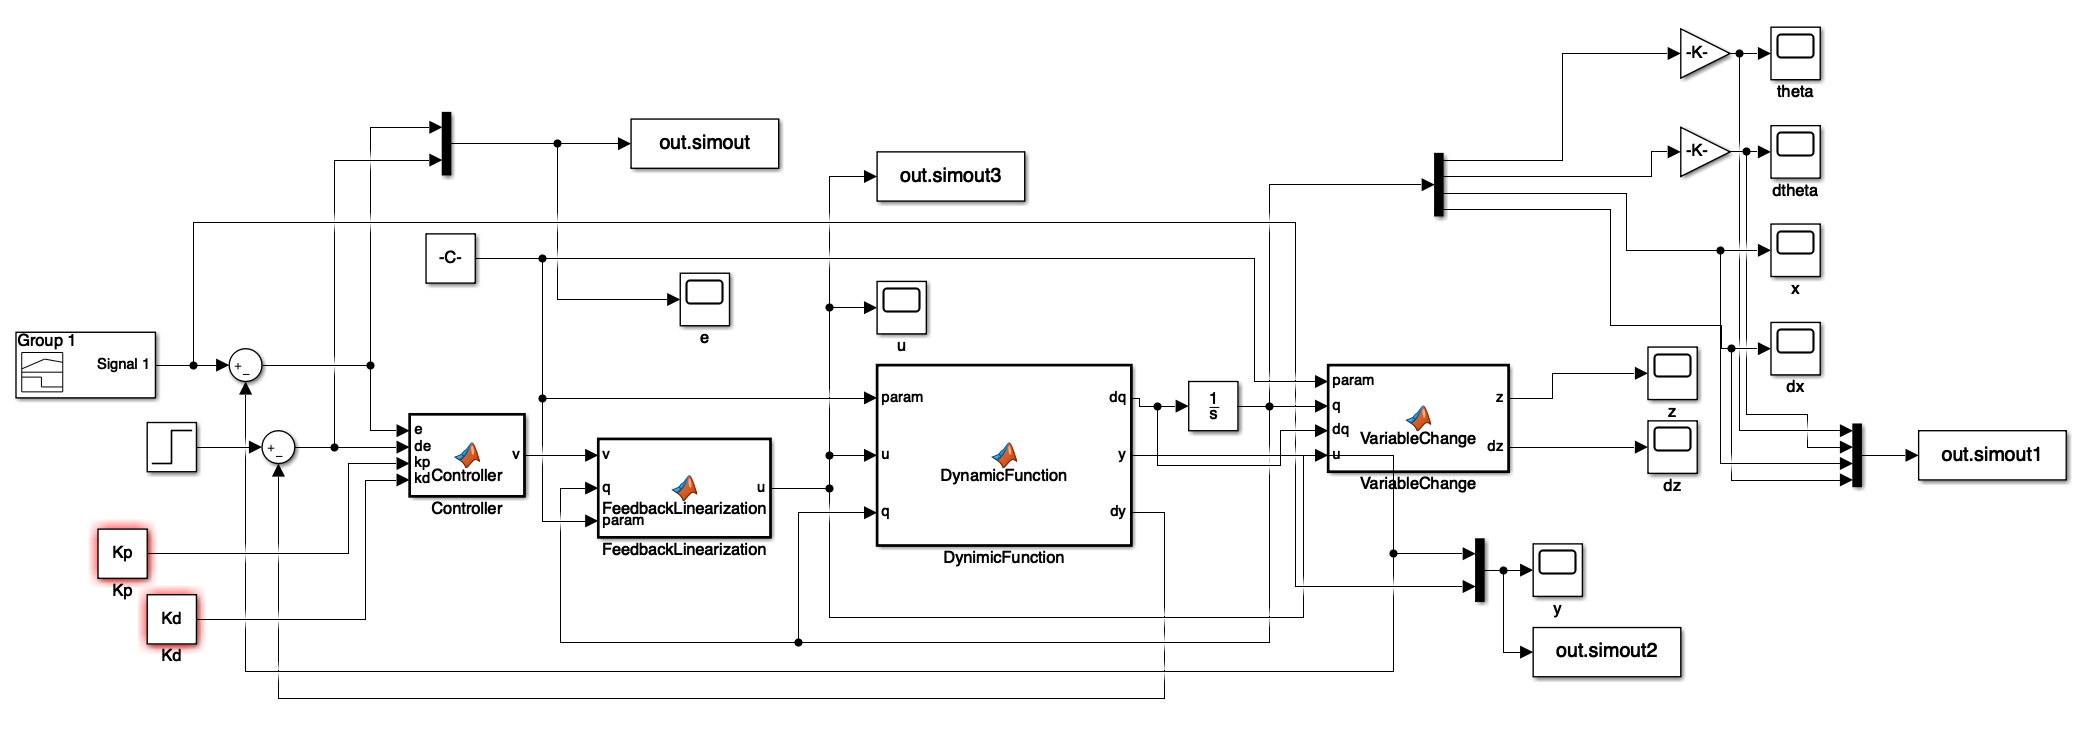 -K-
theta
-K-
dtheta
out.simout
out.simout3
-C-
e
u
x
dx
Group 1
Signal 1
+
−
+
−
e
de
kp
kd
v
Controller
Controller
v
q
param
u
FeedbackLinearization
FeedbackLinearization
param
u
q
dq
y
dy
DynamicFunction
DynimicFunction
1
s
param
q
dq
u
z
dz
VariableChange
VariableChange
z
dz
out.simout1
Kp
Kp
Kd
Kd
y
out.simout2